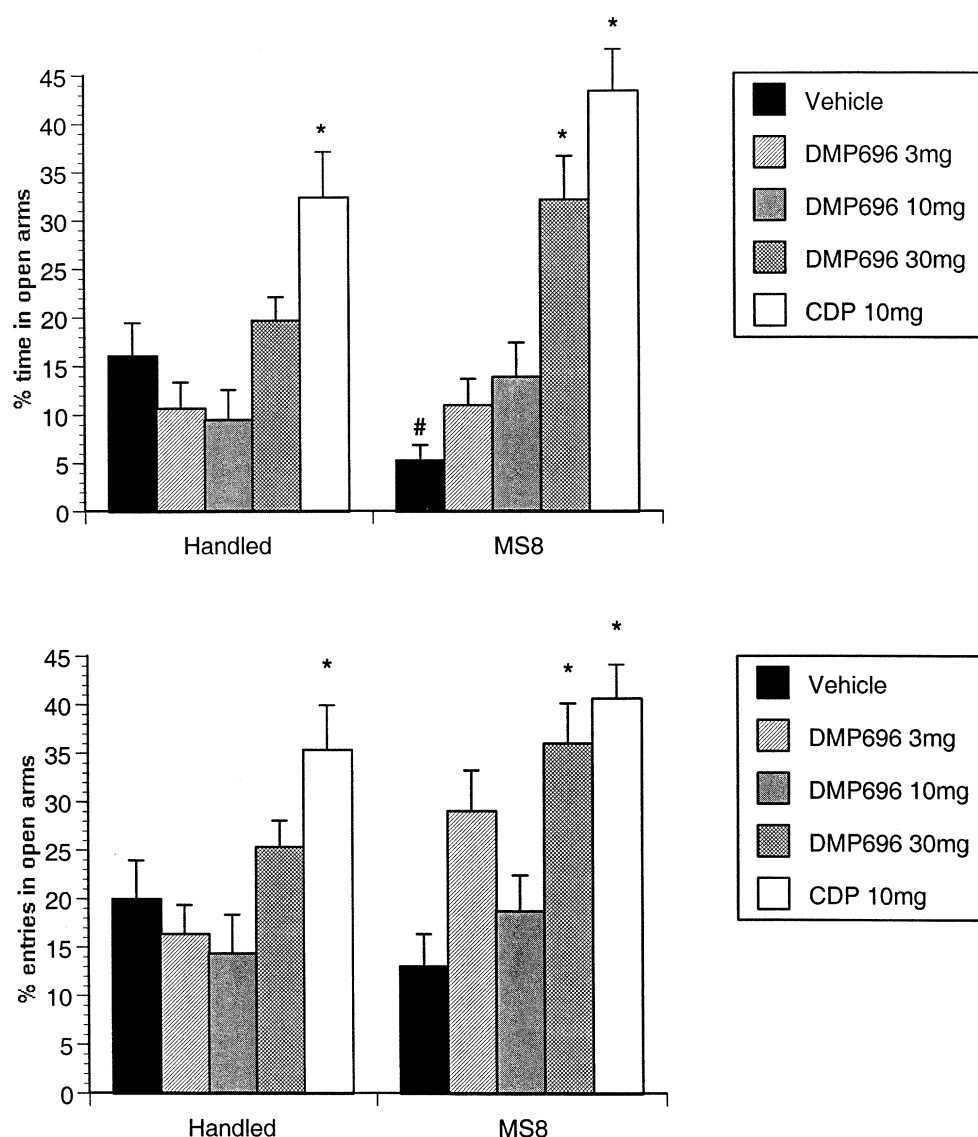 % time in open arms
45
40
35
30
25
20
15
10
5
0
*
#
*
*
Handled
MS8
Vehicle
DMP696 3mg
DMP696 10mg
DMP696 30mg
CDP 10mg
% entries in open arms
45
40
35
30
25
20
15
10
5
0
*
*
*
Handled
MS8
Vehicle
DMP696 3mg
DMP696 10mg
DMP696 30mg
CDP 10mg